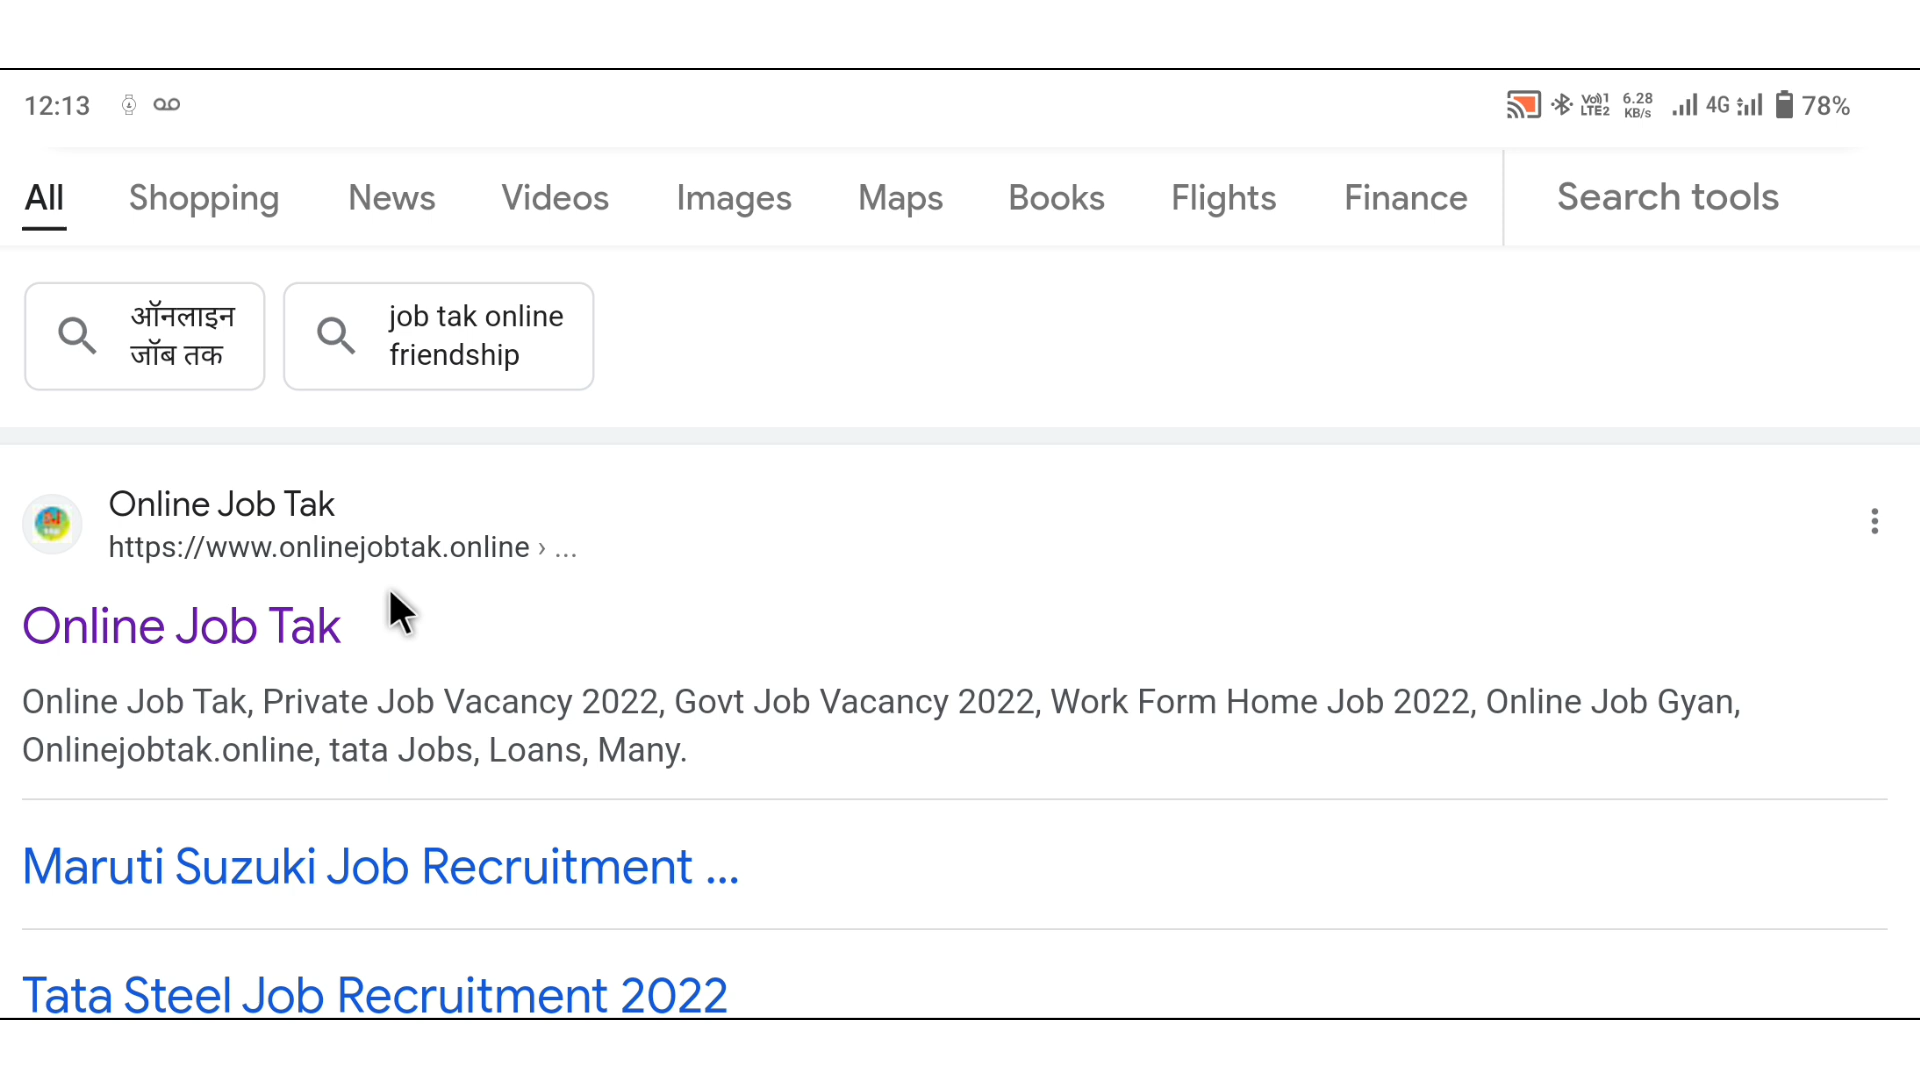 12:13
Vo)) 1 LTE2 6.28 KB/s 4G 78%
All Shopping News Videos Images Maps Books Flights Finance Search tools
ऑनलाइन
जॉब तक
job tak online
friendship
Online Job Tak
https://www.onlinejobtak.online › ...
Online Job Tak
Online Job Tak, Private Job Vacancy 2022, Govt Job Vacancy 2022, Work Form Home Job 2022, Online Job Gyan,
Onlinejobtak.online, tata Jobs, Loans, Many.
Maruti Suzuki Job Recruitment ...
Tata Steel Job Recruitment 2022